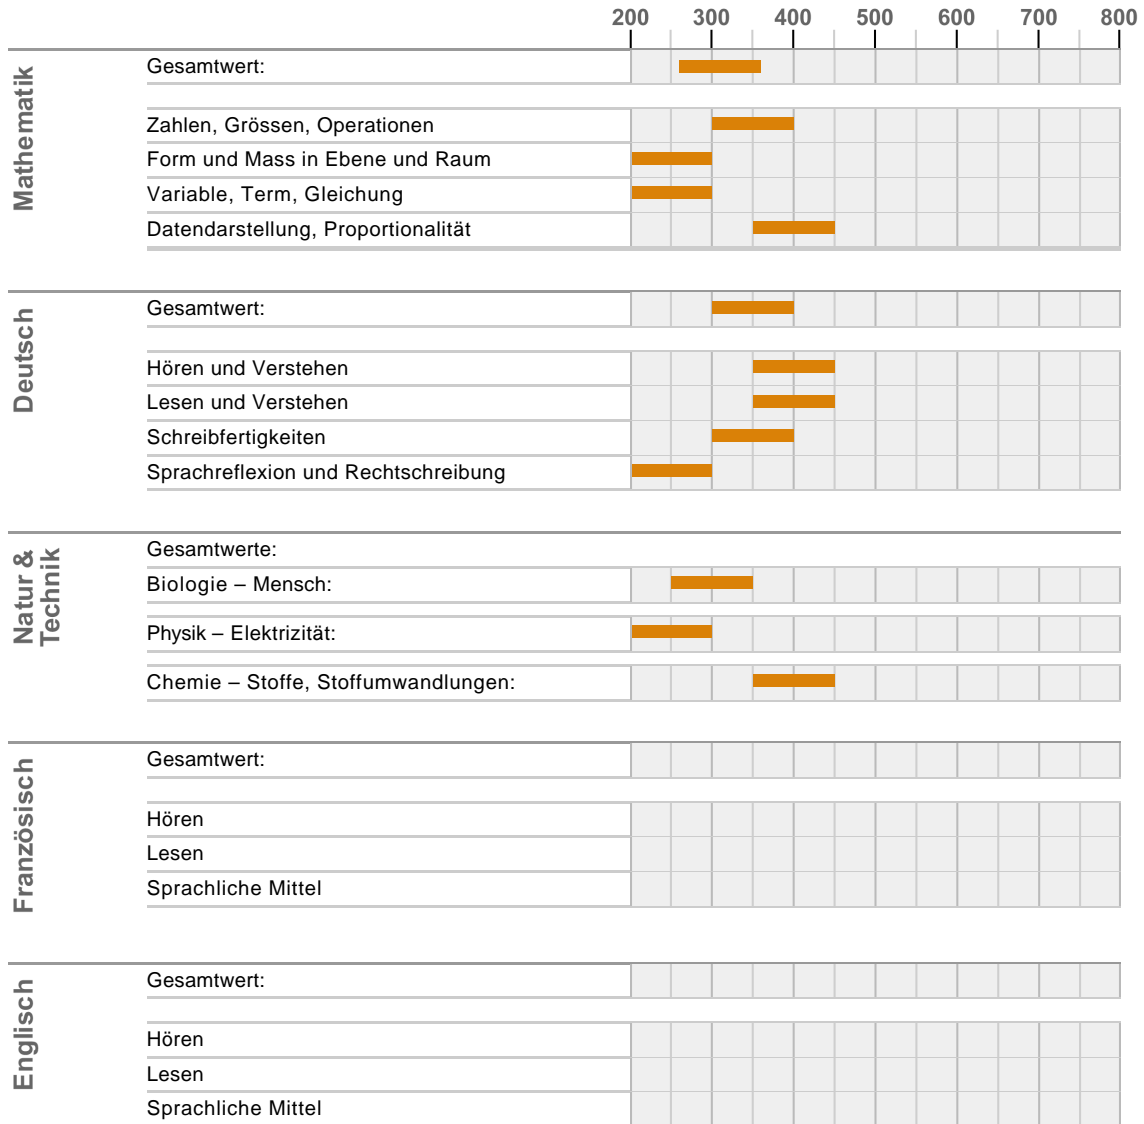 200 300 400 500 600 700 800
Mathematik
Gesamtwert:
Zahlen, Grössen, Operationen
Form und Mass in Ebene und Raum
Variable, Term, Gleichung
Datendarstellung, Proportionalität
Deutsch
Gesamtwert:
Hören und Verstehen
Lesen und Verstehen
Schreibfertigkeiten
Sprachreflexion und Rechtschreibung
Natur &
Technik
Gesamtwerte:
Biologie – Mensch:
Physik – Elektrizität:
Chemie – Stoffe, Stoffumwandlungen:
Französisch
Gesamtwert:
Hören
Lesen
Sprachliche Mittel
Englisch
Gesamtwert:
Hören
Lesen
Sprachliche Mittel